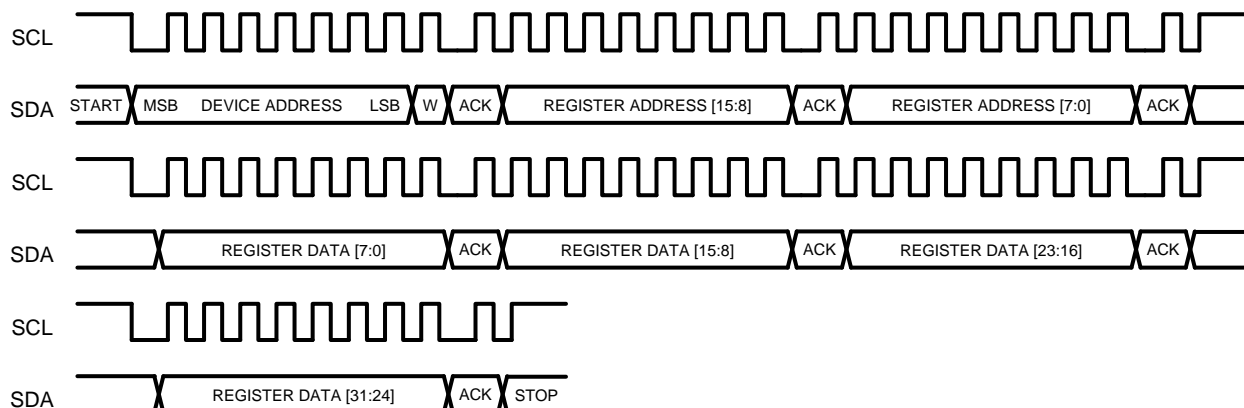 SCL
SDA START MSB DEVICE ADDRESS LSB W ACK REGISTER ADDRESS [15:8] ACK REGISTER ADDRESS [7:0] ACK
SCL
SDA REGISTER DATA [7:0] ACK REGISTER DATA [15:8] ACK REGISTER DATA [23:16] ACK
SCL
SDA REGISTER DATA [31:24] ACK STOP